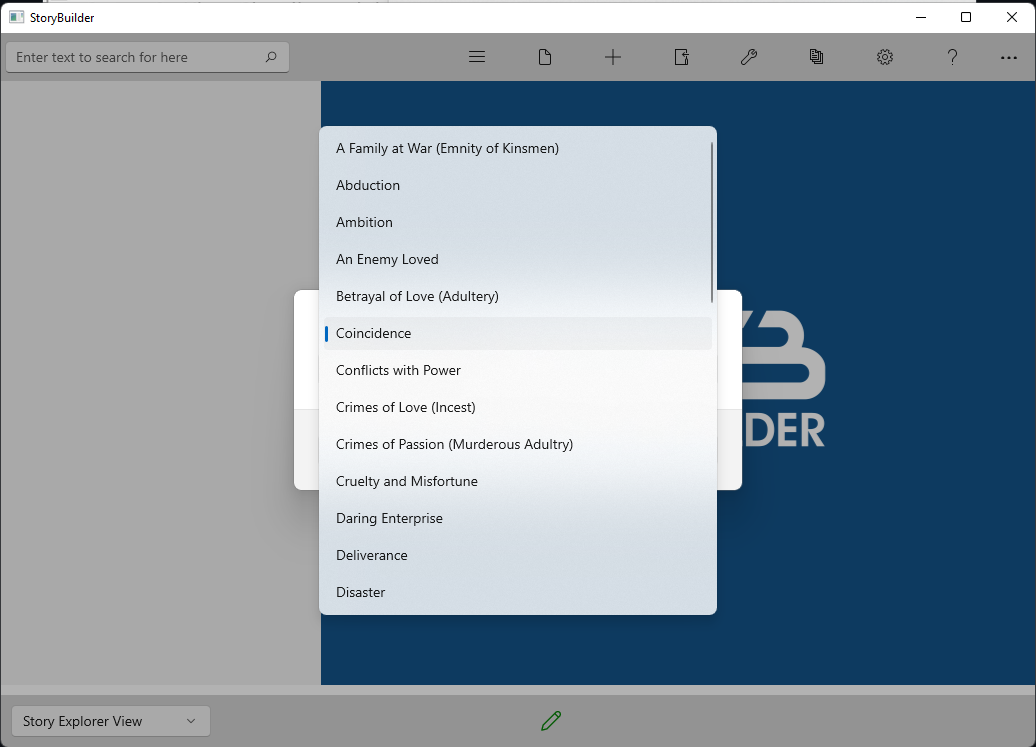 StoryBuilder
Enter text to search for here
A Family at War (Emnity of Kinsmen)
Abduction
Ambition
An Enemy Loved
Betrayal of Love (Adultery)
Coincidence
Conflicts with Power
Crimes of Love (Incest)
Crimes of Passion (Murderous Adultry)
Cruelty and Misfortune
Daring Enterprise
Deliverance
Disaster
B
DER
Story Explorer View